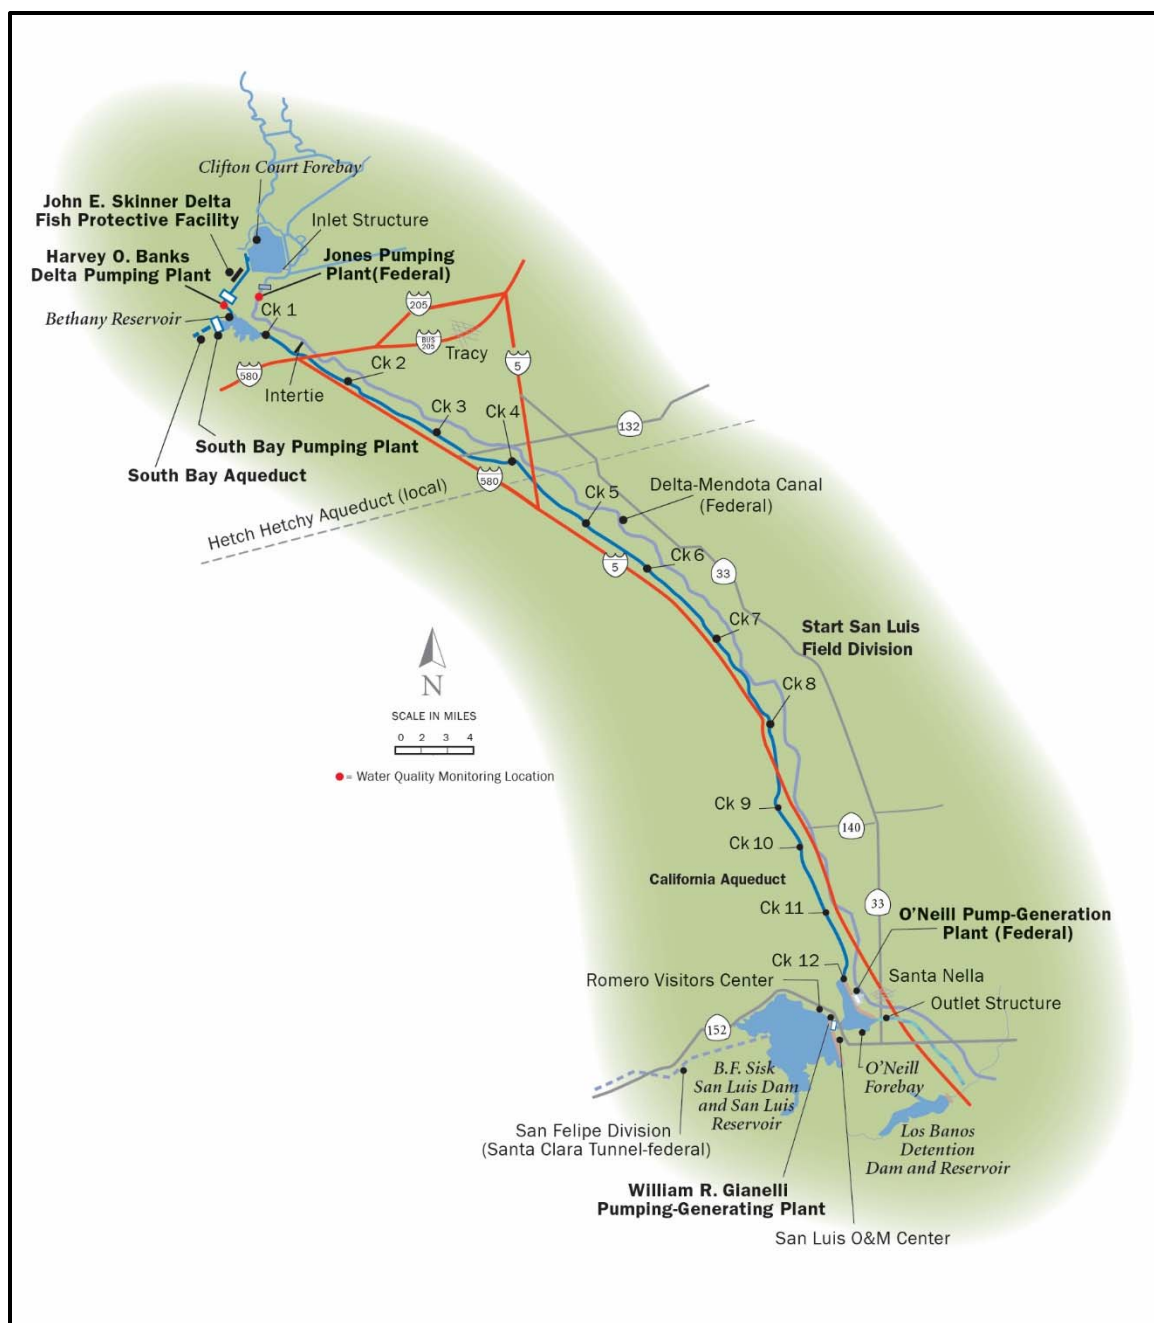 Clifton Court Forebay
John E. Skinner Delta
Fish Protective Facility
Inlet Structure
Harvey O. Banks
Delta Pumping Plant
Jones Pumping
Plant(Federal)
Ck 1
Bethany Reservoir
205
BUS
205
Tracy
5
580
Ck 2
Intertie
Ck 3
Ck 4
132
South Bay Pumping Plant
South Bay Aqueduct
580
Hetch Hetchy Aqueduct (local)
Ck 5
Delta-Mendota Canal
(Federal)
Ck 6
5
33
Ck 7
Start San Luis
Field Division
Ck 8
N
SCALE IN MILES
0 2 3 4
= Water Quality Monitoring Location
Ck 9
140
Ck 10
California Aqueduct
Ck 11
33
O'Neill Pump-Generation
Plant (Federal)
Ck 12
Romero Visitors Center
Santa Nella
Outlet Structure
152
B.F. Sisk
San Luis Dam
and San Luis
Reservoir
O'Neill
Forebay
San Felipe Division
(Santa Clara Tunnel-federal)
Los Banos
Detention
Dam and Reservoir
William R. Gianelli
Pumping-Generating Plant
San Luis O&M Center